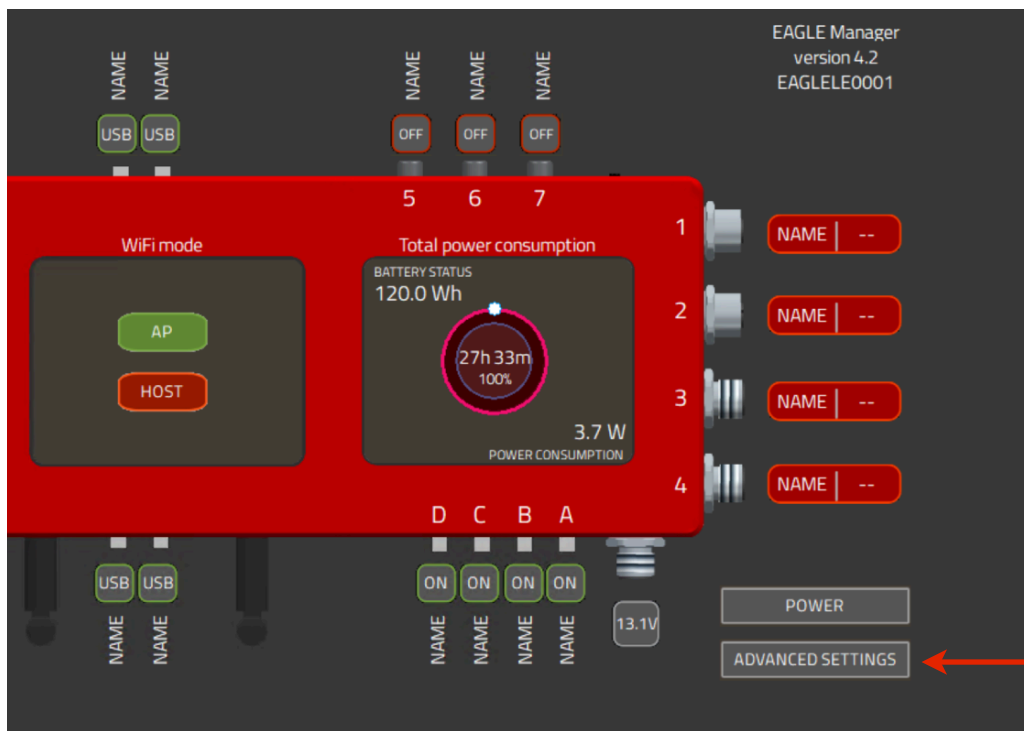 EAGLE Manager
version 4.2
EAGLELE0001
NAME
NAME
NAME
NAME
NAME
USB
USB
OFF
OFF
OFF
5
6
7
WiFi mode
Total power consumption
1
NAME
--
BATTERY STATUS
120.0 Wh
AP
HOST
27h 33m
100%
2
NAME
--
3
NAME
--
3.7 W
POWER CONSUMPTION
4
NAME
--
D
C
B
A
USB
USB
ON
ON
ON
ON
NAME
NAME
NAME
NAME
NAME
NAME
13.1V
POWER
ADVANCED SETTINGS